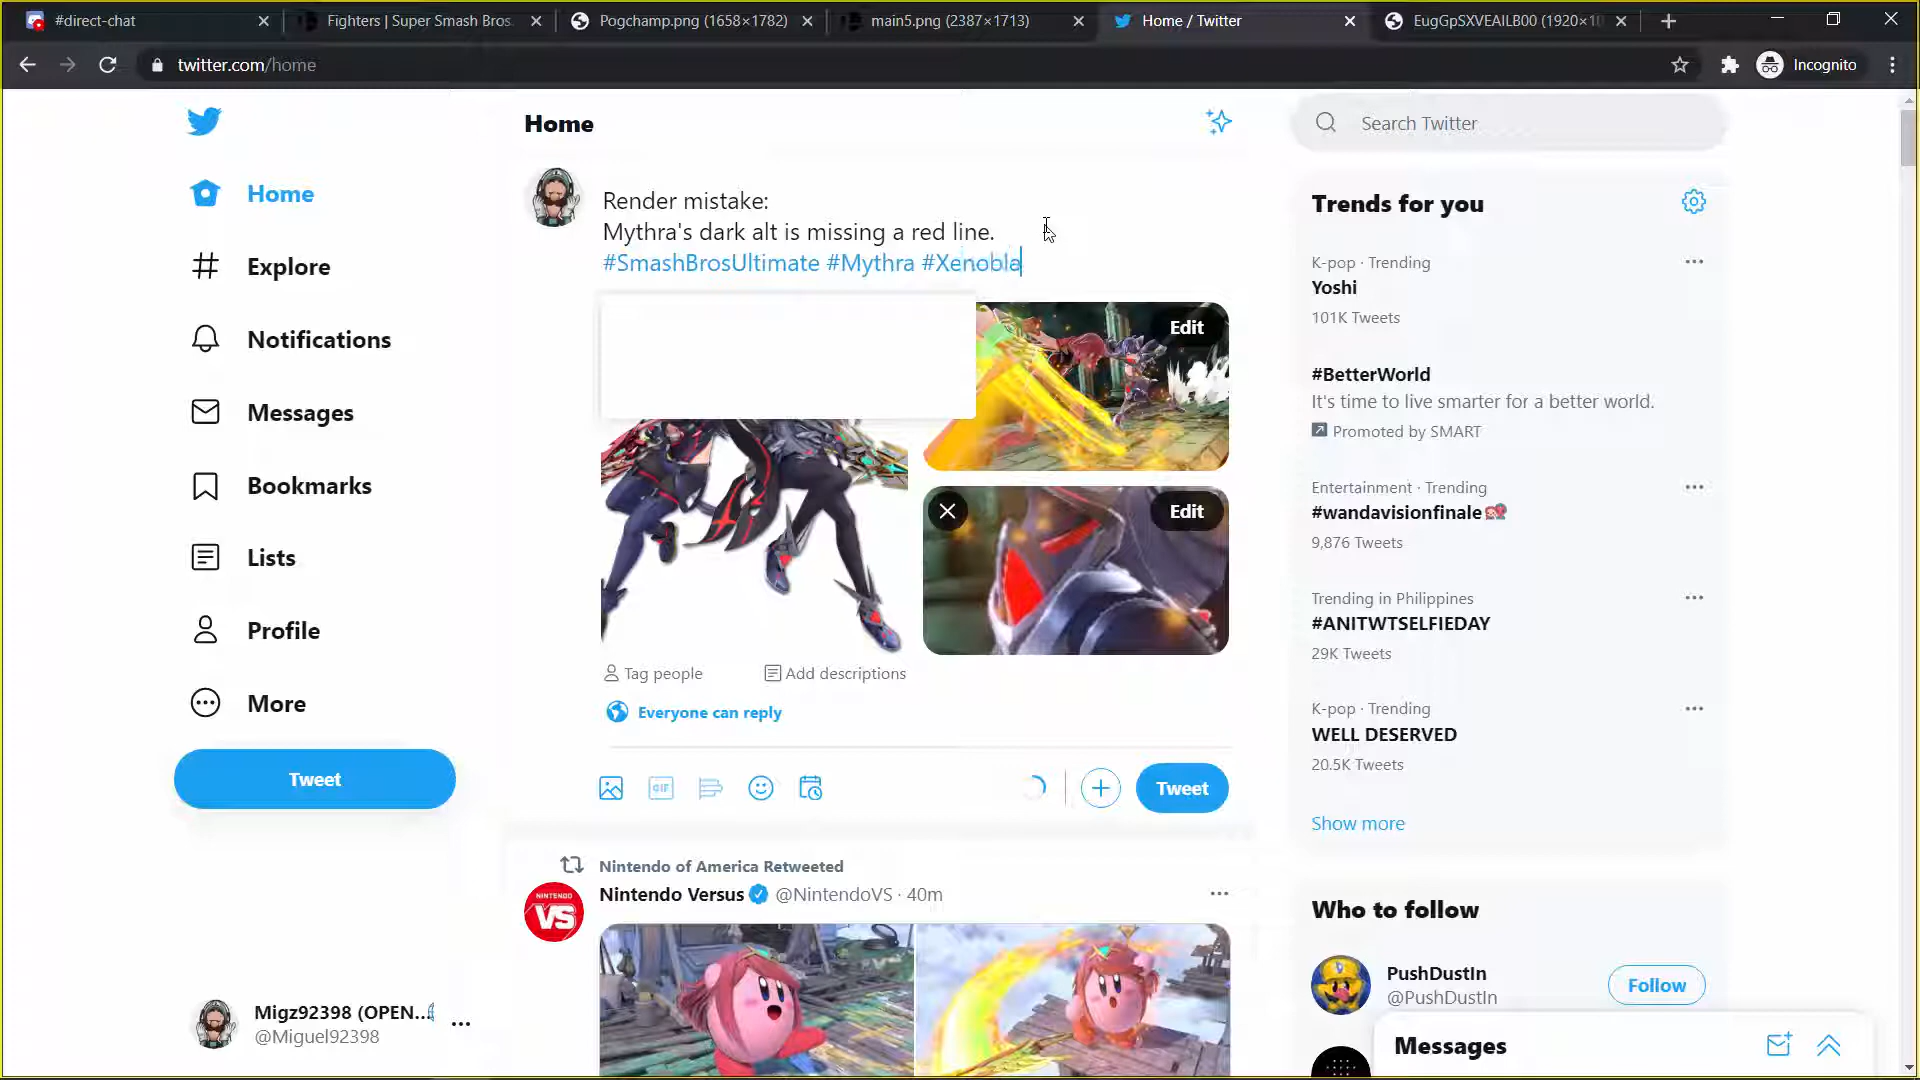 #direct-chat
Fighters | Super Smash Bros.
Pogchamp.png (1658×1782)
main5.png (2387×1713)
Home / Twitter
EugGpSXVEAILB00 (1920×10
twitter.com/home
Incognito
Home
Explore
Notifications
Messages
Bookmarks
Lists
Profile
More
Tweet
Migz92398 (OPEN...
@Miguel92398
Home
Render mistake:
Mythra's dark alt is missing a red line.
#SmashBrosUltimate #Mythra #Xenobla
Edit
Edit
Tag people
Add descriptions
Everyone can reply
GIF
Tweet
Nintendo of America Retweeted
NINTENDO
VS
Nintendo Versus @NintendoVS · 40m
Search Twitter
Trends for you
K-pop · Trending
Yoshi
101K Tweets
#BetterWorld
It's time to live smarter for a better world.
Promoted by SMART
Entertainment · Trending
#wandavisionfinale
9,876 Tweets
Trending in Philippines
#ANITWTSELFIEDAY
29K Tweets
K-pop · Trending
WELL DESERVED
20.5K Tweets
Show more
Who to follow
PushDustIn
@PushDustIn
Follow
Messages